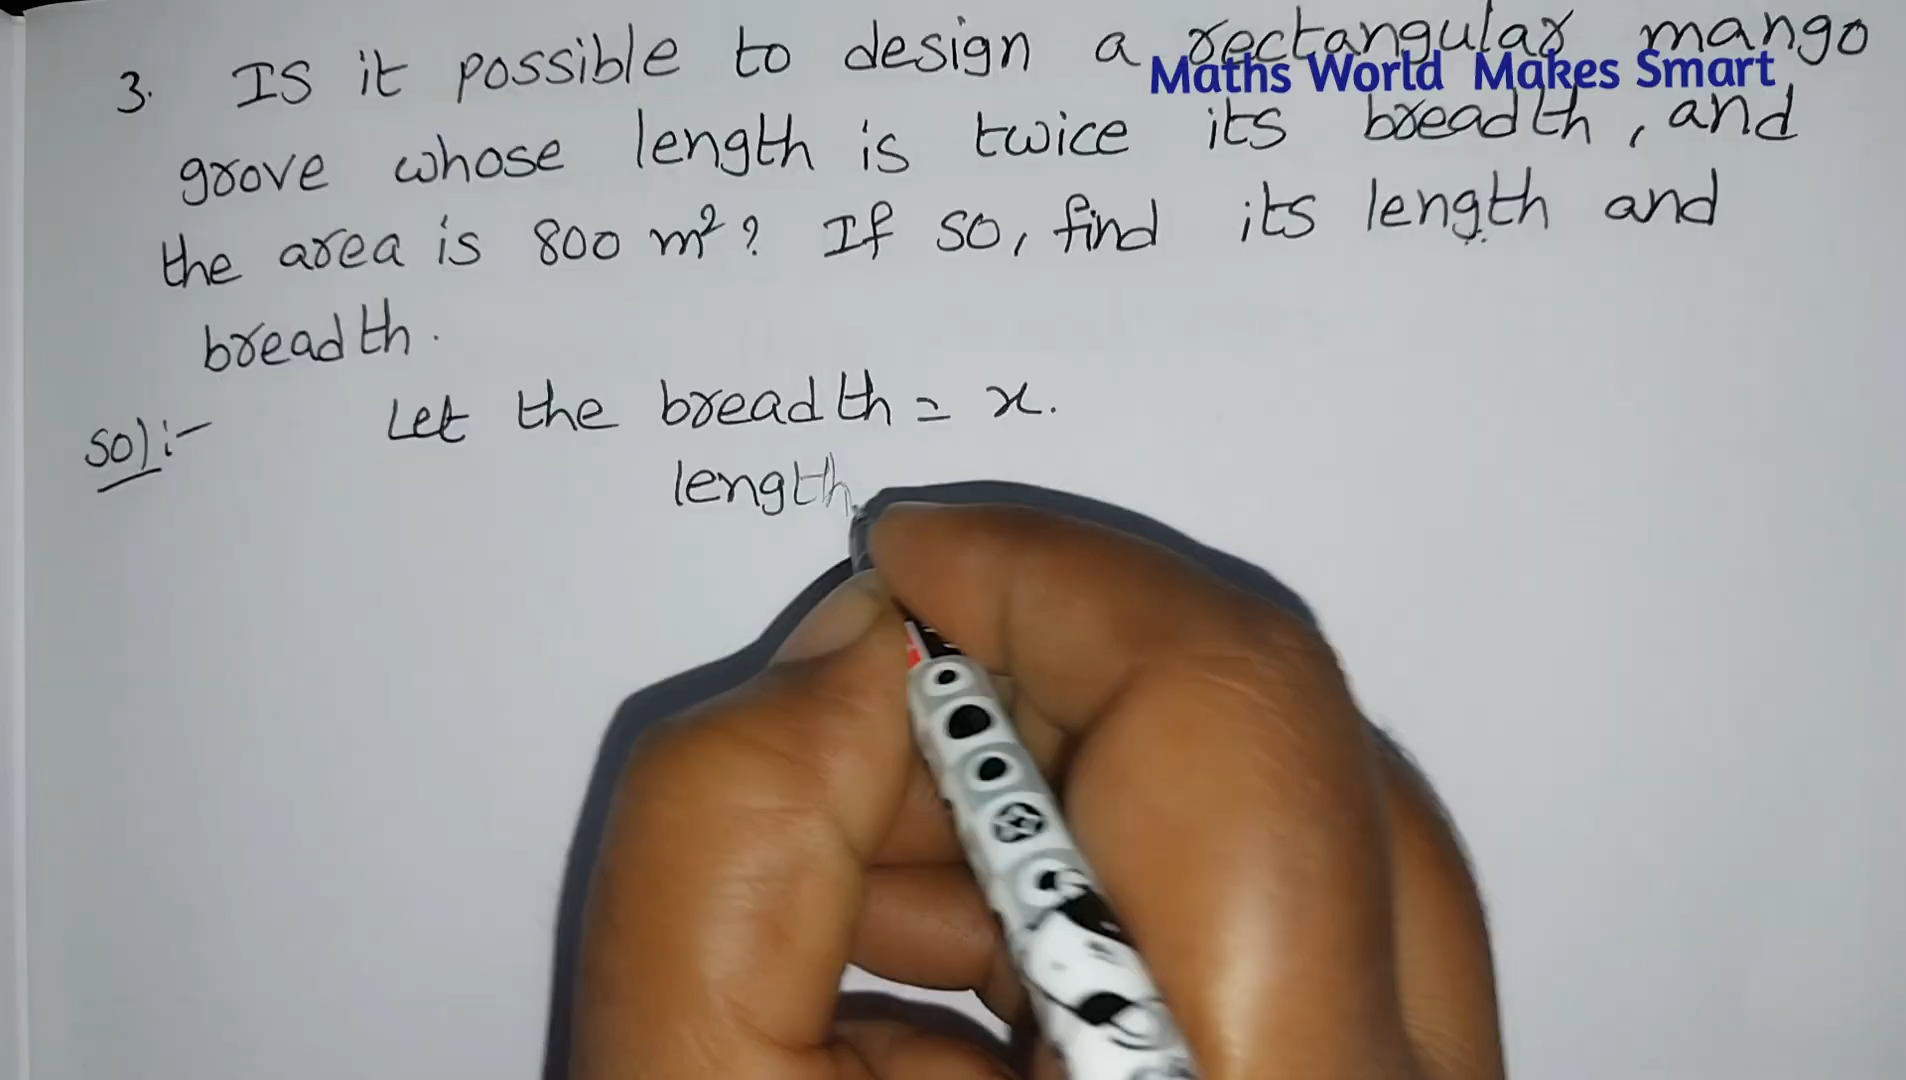 3. Is it possible to design a rectangular mango
Maths World Makes Smart
grove whose length is twice its breadth, and
the area is 800 m²? If so, find its length and
breadth.
Sol:- Let the breadth = x.
length